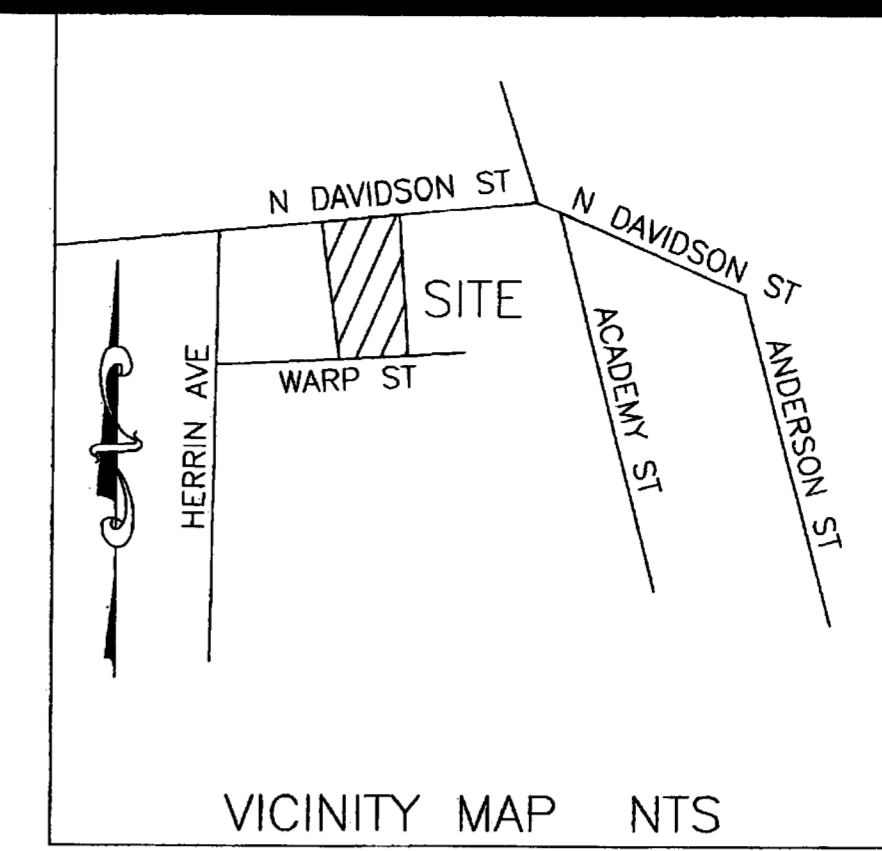 N DAVIDSON ST
N DAVIDSON ST
SITE
HERRIN AVE
WARP ST
ACADEMY ST
ANDERSON ST
VICINITY MAP NTS